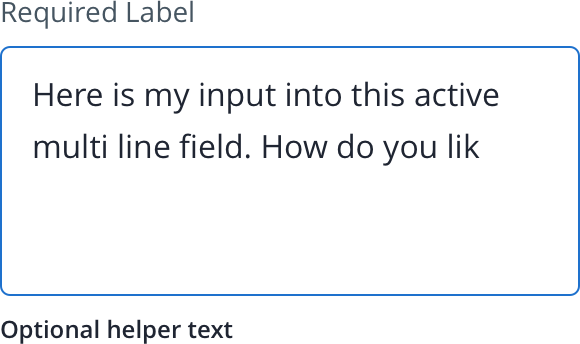 Required Label
Here is my input into this active
multi line field. How do you lik
Optional helper text